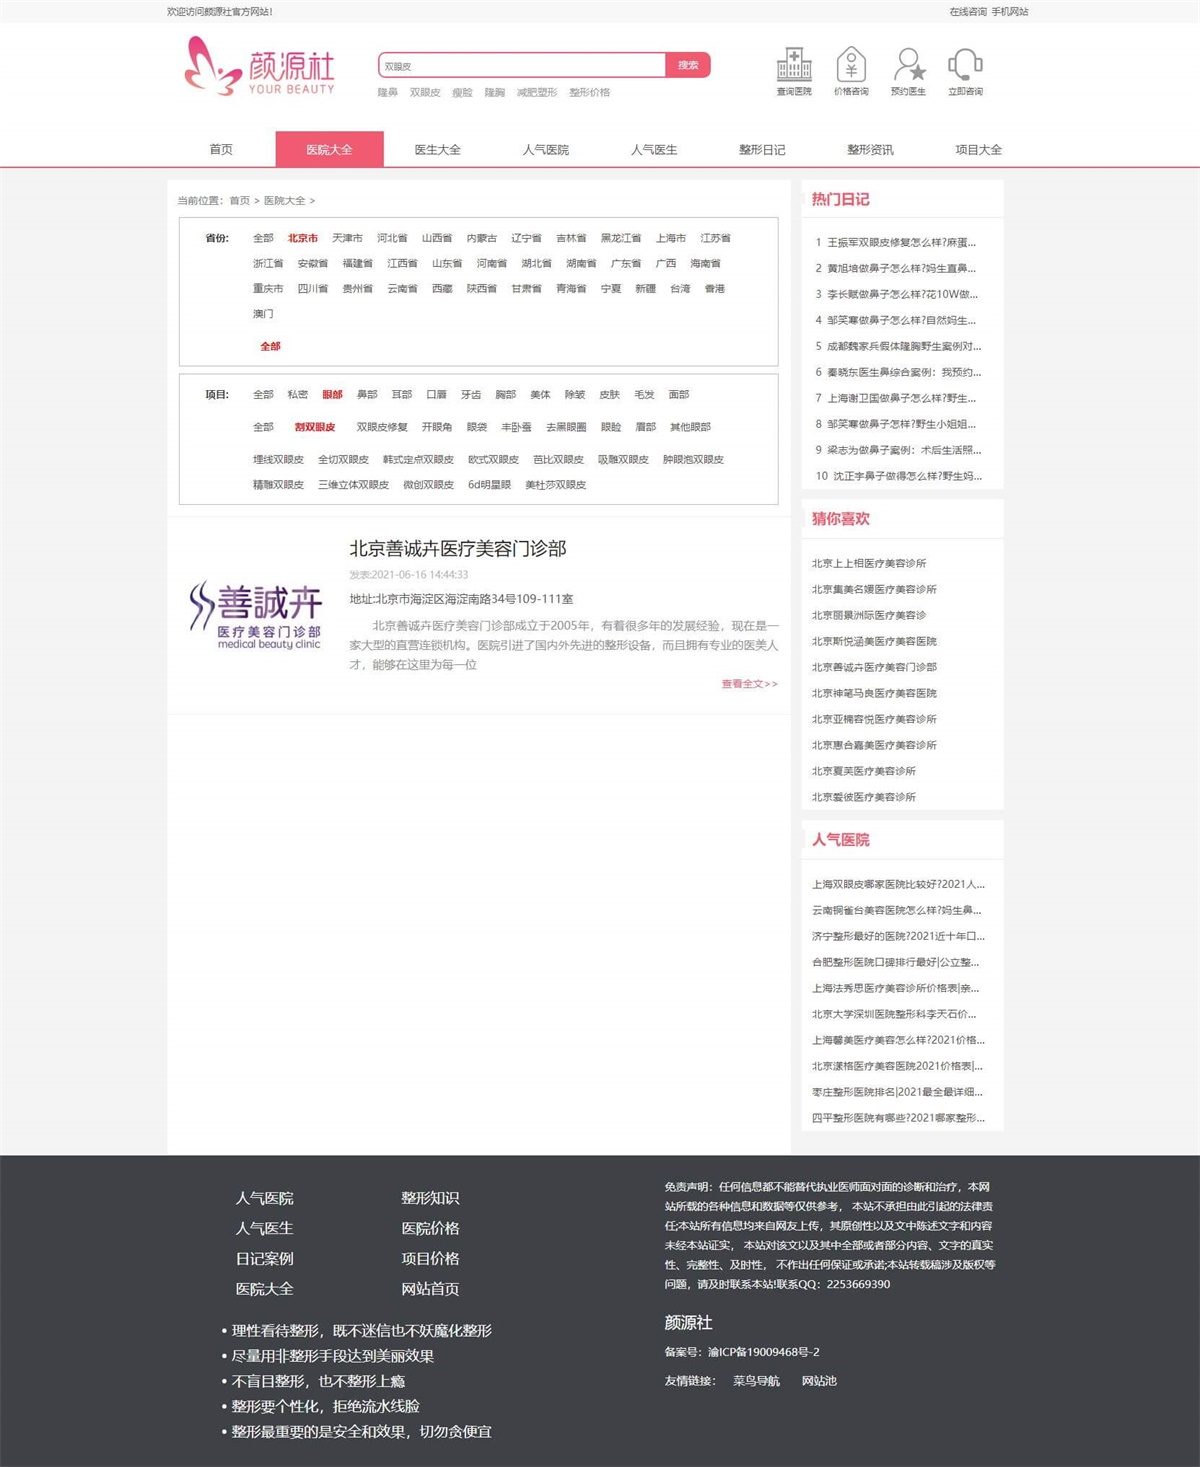 欢迎访问颜源社官方网站!
在线咨询 手机网站
颜源社
YOUR BEAUTY
双眼皮
搜索
隆鼻 双眼皮 瘦脸 隆胸 减肥塑形 整形价格
查询医院 价格咨询 预约医生 立即咨询
首页 医院大全 医生大全 人气医院 人气医生 整形日记 整形资讯 项目大全
当前位置：首页 > 医院大全 >
省份: 全部 北京市 天津市 河北省 山西省 内蒙古 辽宁省 吉林省 黑龙江省 上海市 江苏省
浙江省 安徽省 福建省 江西省 山东省 河南省 湖北省 湖南省 广东省 广西 海南省
重庆市 四川省 贵州省 云南省 西藏 陕西省 甘肃省 青海省 宁夏 新疆 台湾 香港
澳门
全部
项目: 全部 私密 眼部 鼻部 耳部 口唇 牙齿 胸部 美体 除皱 皮肤 毛发 面部
全部 割双眼皮 双眼皮修复 开眼角 眼袋 丰卧蚕 去黑眼圈 眼睑 眉部 其他眼部
埋线双眼皮 全切双眼皮 韩式定点双眼皮 欧式双眼皮 芭比双眼皮 吸雕双眼皮 肿眼泡双眼皮
精雕双眼皮 三维立体双眼皮 微创双眼皮 6d明星眼 美杜莎双眼皮
善誠卉
医疗美容门诊部
medical beauty clinic
北京善诚卉医疗美容门诊部
发表:2021-06-16 14:44:33
地址:北京市海淀区海淀南路34号109-111室
北京善诚卉医疗美容门诊部成立于2005年，有着很多年的发展经验，现在是一
家大型的直营连锁机构。医院引进了国内外先进的整形设备，而且拥有专业的医美人
才，能够在这里为每一位
查看全文>>
热门日记
1 王振军双眼皮修复怎么样?麻蛋...
2 黄旭培做鼻子怎么样?妈生直鼻...
3 李长赋做鼻子怎么样?花10W做...
4 邹笑寒做鼻子怎么样?自然妈生...
5 成都魏家兵假体隆胸野生案例对...
6 秦晓东医生鼻综合案例：我预约...
7 上海谢卫国做鼻子怎么样?野生...
8 邹笑寒做鼻子怎样?野生小姐姐...
9 梁志为做鼻子案例：术后生活照...
10 沈正宇鼻子做得怎么样?野生妈...
猜你喜欢
北京上上相医疗美容诊所
北京集美名媛医疗美容诊所
北京丽景洲际医疗美容诊
北京斯悦涵美医疗美容医院
北京善诚卉医疗美容门诊部
北京神笔马良医疗美容医院
北京亚楠容悦医疗美容诊所
北京惠合嘉美医疗美容诊所
北京夏芙医疗美容诊所
北京爱彼医疗美容诊所
人气医院
上海双眼皮哪家医院比较好?2021人...
云南铜雀台美容医院怎么样?妈生鼻...
济宁整形最好的医院?2021近十年口...
合肥整形医院口碑排行最好|公立整...
上海法秀思医疗美容诊所价格表|亲...
北京大学深圳医院整形科李天石价...
上海馨美医疗美容怎么样?2021价格...
北京漾格医疗美容医院2021价格表|...
枣庄整形医院排名|2021最全最详细...
四平整形医院有哪些?2021哪家整形...
人气医院 整形知识
人气医生 医院价格
日记案例 项目价格
医院大全 网站首页
• 理性看待整形，既不迷信也不妖魔化整形
• 尽量用非整形手段达到美丽效果
• 不盲目整形，也不整形上瘾
• 整形要个性化，拒绝流水线脸
• 整形最重要的是安全和效果，切勿贪便宜
免责声明：任何信息都不能替代执业医师面对面的诊断和治疗，本网
站所载的各种信息和数据等仅供参考， 本站不承担由此引起的法律责
任;本站所有信息均来自网友上传，其原创性以及文中陈述文字和内容
未经本站证实， 本站对该文以及其中全部或者部分内容、文字的真实
性、完整性、及时性， 不作出任何保证或承诺;本站转载稿涉及版权等
问题，请及时联系本站!联系QQ：2253669390
颜源社
备案号：渝ICP备19009468号-2
友情链接： 菜鸟导航 网站池